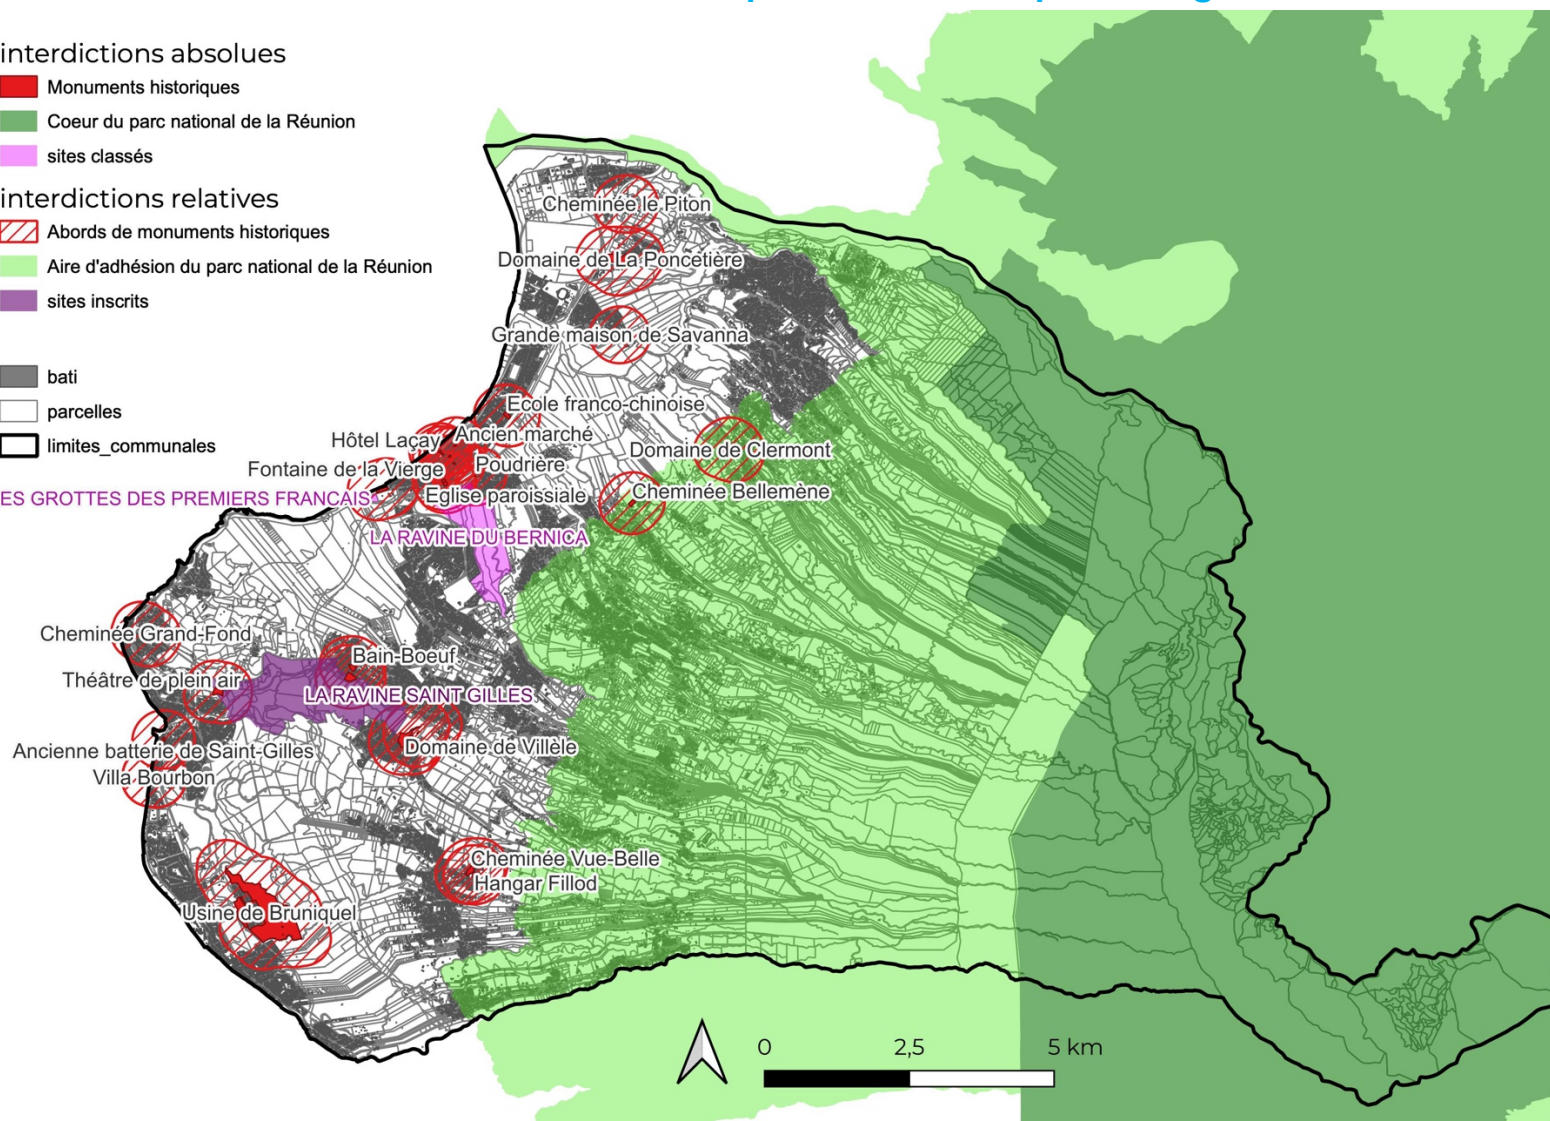 interdictions absolues
Monuments historiques
Coeur du parc national de la Réunion
sites classés
interdictions relatives
Abords de monuments historiques
Aire d'adhésion du parc national de la Réunion
sites inscrits
bati
parcelles
limites_communales
Cheminée le Piton
Domaine de La Poncetière
Grande maison de Savanna
Ecole franco-chinoise
Hôtel Laçay
Ancien marché
Domaine de Clermont
Fontaine de la Vierge
Poudrière
ES GROTTES DES PREMIERS FRANCAIS
Eglise paroissiale
Cheminée Bellemène
LA RAVINE DU BERNICA
Cheminée Grand-Fond
Bain-Boeuf
Théâtre de plein air
LA RAVINE SAINT GILLES
Ancienne batterie de Saint-Gilles
Domaine de Villèle
Villa Bourbon
Cheminée Vue-Belle
Hangar Fillod
Usine de Bruniquel
0 2,5 5 km